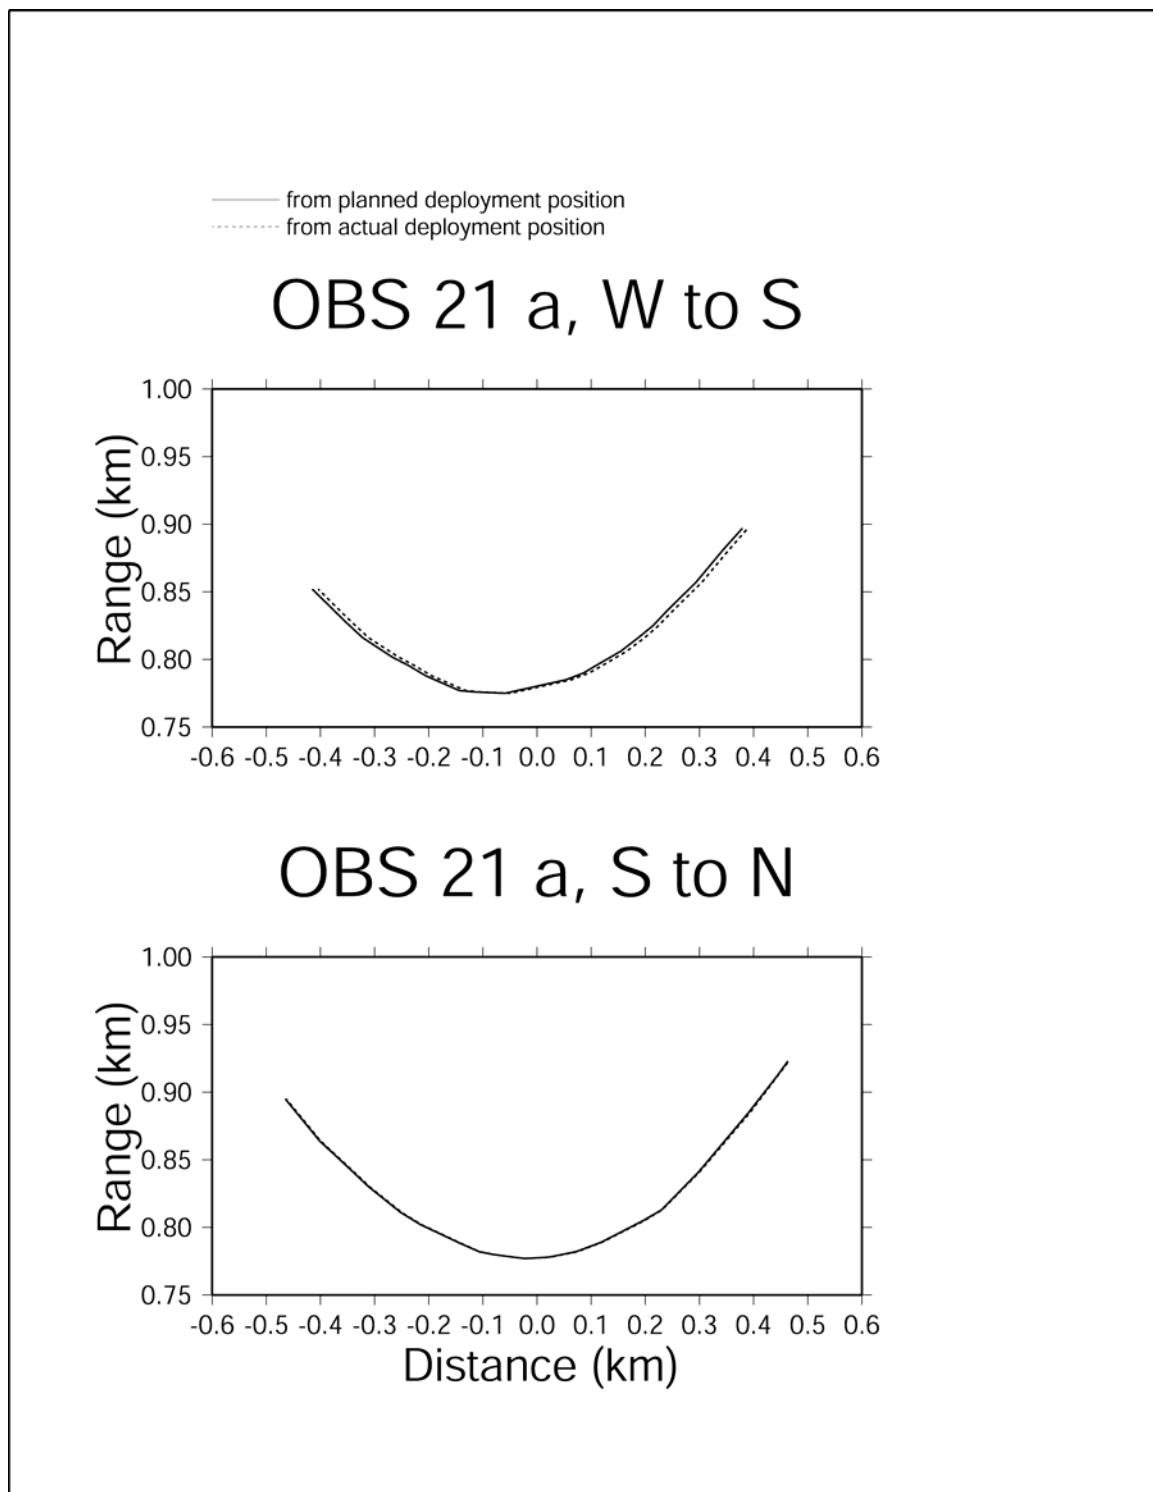 from planned deployment position
from actual deployment position
OBS 21 a, W to S
1.00
0.95
0.90
0.85
0.80
0.75
Range (km)
-0.6 -0.5 -0.4 -0.3 -0.2 -0.1 0.0 0.1 0.2 0.3 0.4 0.5 0.6
OBS 21 a, S to N
1.00
0.95
0.90
0.85
0.80
0.75
Range (km)
-0.6 -0.5 -0.4 -0.3 -0.2 -0.1 0.0 0.1 0.2 0.3 0.4 0.5 0.6
Distance (km)